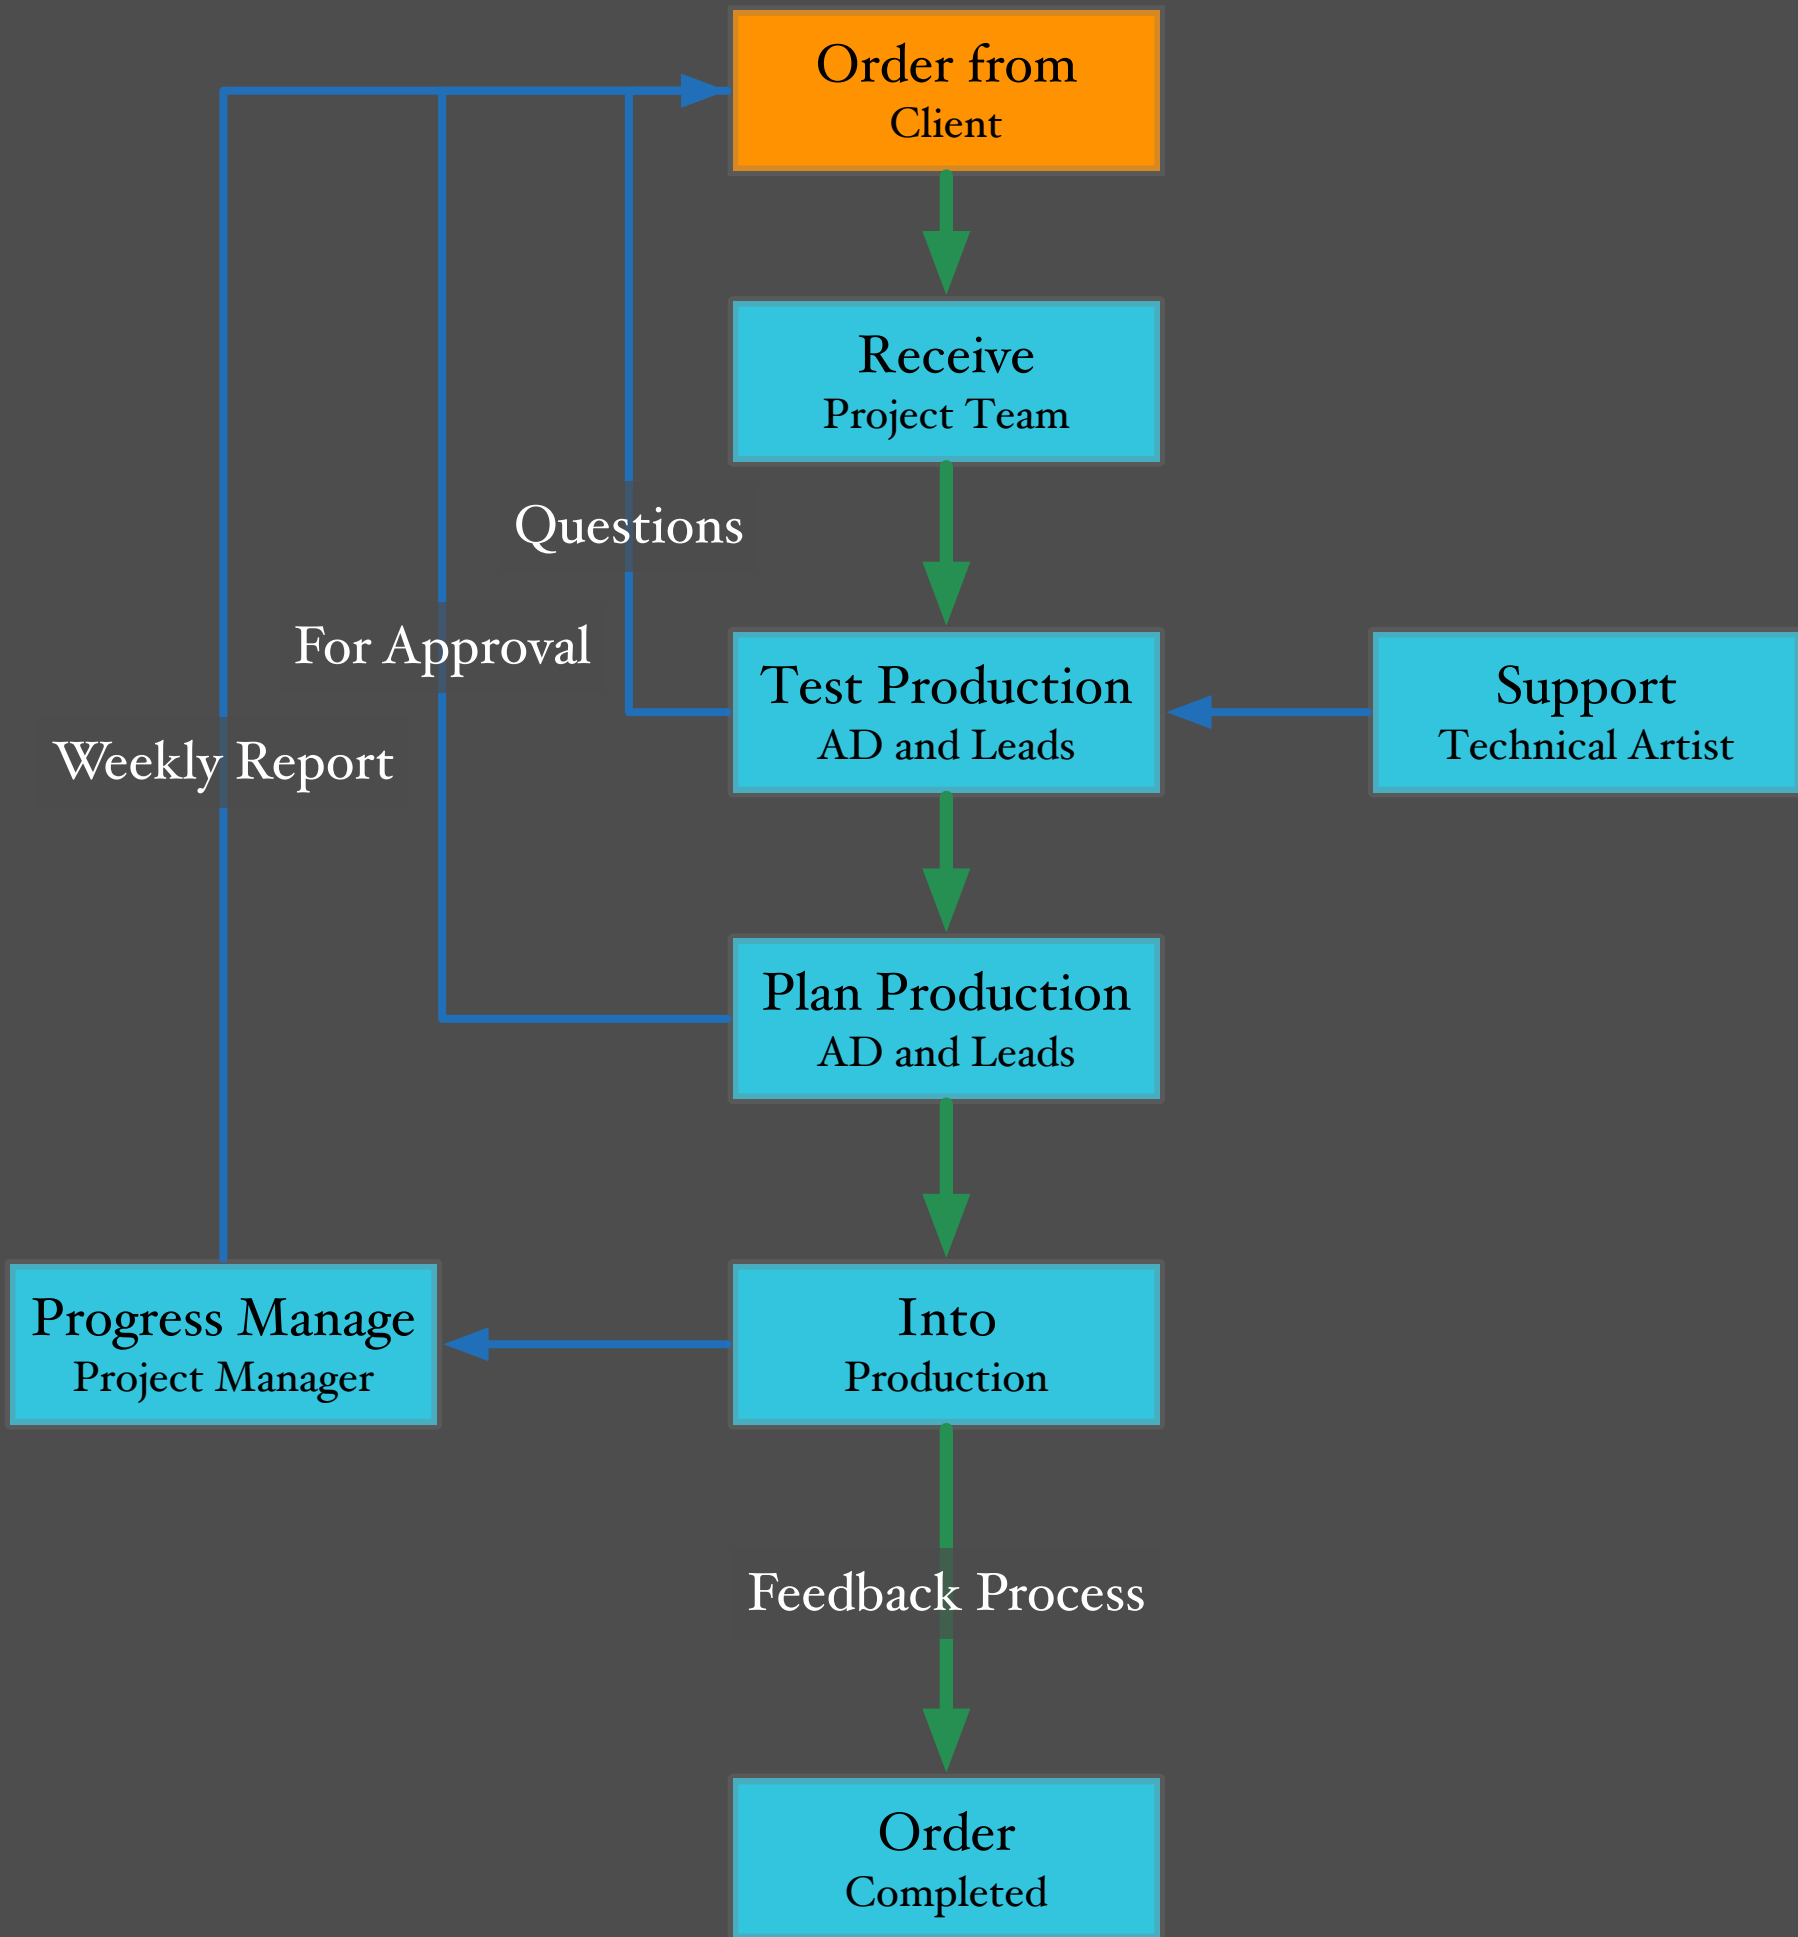 Order from
Client
Receive
Project Team
Questions
For Approval
Test Production
AD and Leads
Support
Technical Artist
Weekly Report
Plan Production
AD and Leads
Progress Manage
Project Manager
Into
Production
Feedback Process
Order
Completed